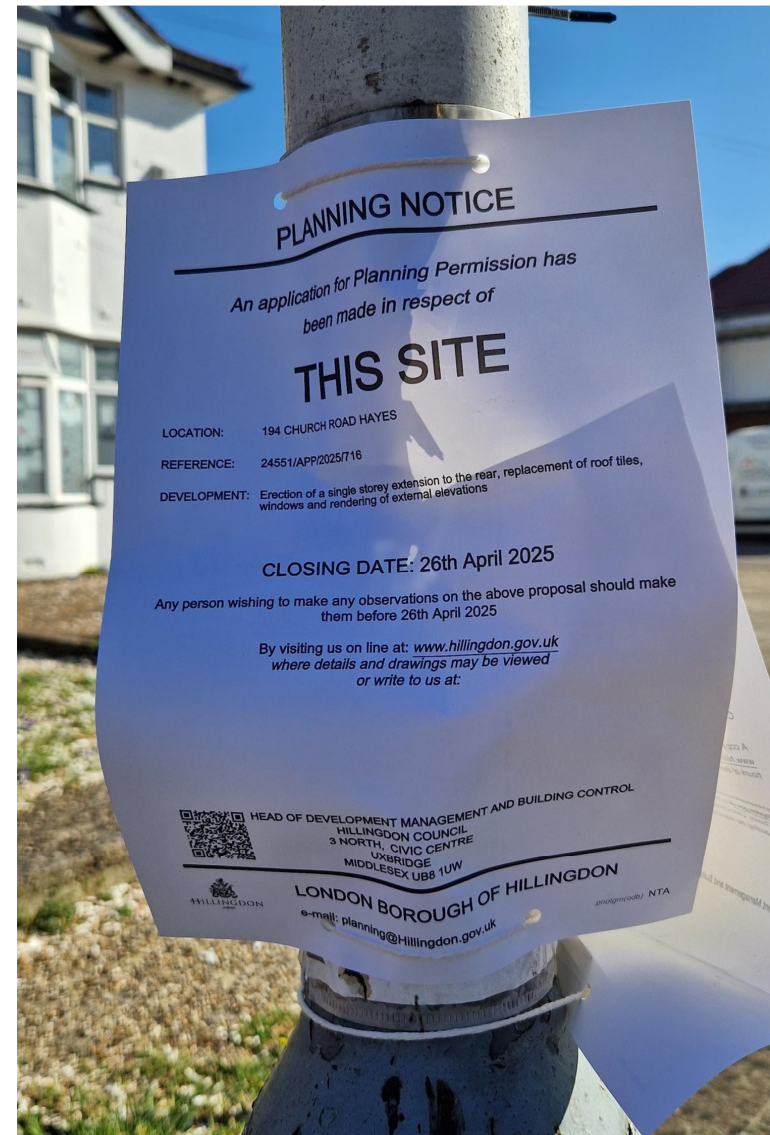 PLANNING NOTICE
An application for Planning Permission has
been made in respect of
THIS SITE
LOCATION: 194 CHURCH ROAD HAYES
REFERENCE: 24551/APP/2025/716
DEVELOPMENT: Erection of a single storey extension to the rear, replacement of roof tiles,
windows and rendering of external elevations
CLOSING DATE: 26th April 2025
Any person wishing to make any observations on the above proposal should make
them before 26th April 2025
By visiting us on line at: www.hillingdon.gov.uk
where details and drawings may be viewed
or write to us at:
HEAD OF DEVELOPMENT MANAGEMENT AND BUILDING CONTROL
HILLINGDON COUNCIL
3 NORTH, CIVIC CENTRE
UXBRIDGE
MIDDLESEX UB8 1UW
HILLINGDON
LONDON
LONDON BOROUGH OF HILLINGDON
e-mail: planning@Hillingdon.gov.uk
NTA